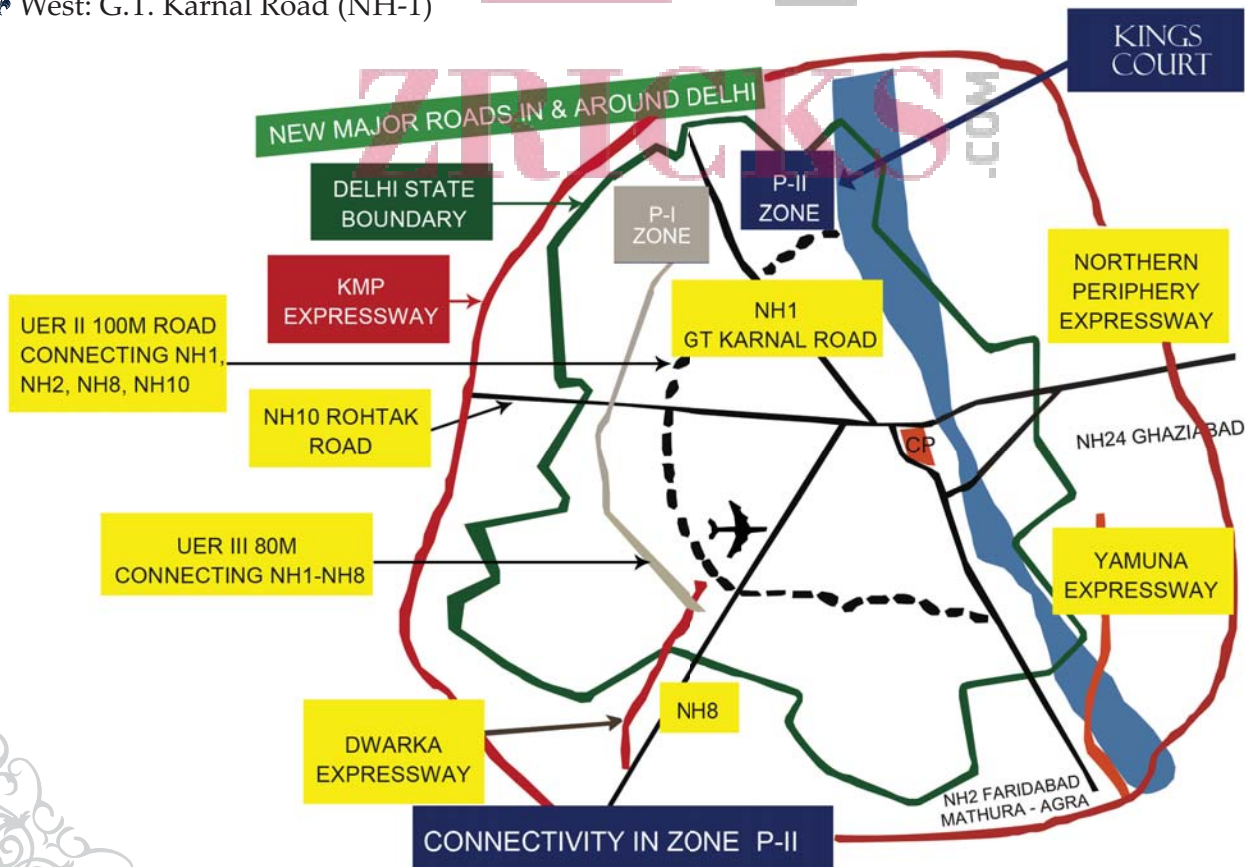 West: G.T. Karnal Road (NH-1)
KINGS
COURT
ZRICKS.COM
NEW MAJOR ROADS IN & AROUND DELHI
DELHI STATE
BOUNDARY
P-I
ZONE
P-II
ZONE
KMP
EXPRESSWAY
NORTHERN
PERIPHERY
EXPRESSWAY
UER II 100M ROAD
CONNECTING NH1,
NH2, NH8, NH10
NH1
GT KARNAL ROAD
NH10 ROHTAK
ROAD
CP
NH24 GHAZIABAD
UER III 80M
CONNECTING NH1-NH8
YAMUNA
EXPRESSWAY
NH8
DWARKA
EXPRESSWAY
NH2 FARIDABAD
MATHURA - AGRA
CONNECTIVITY IN ZONE P-II